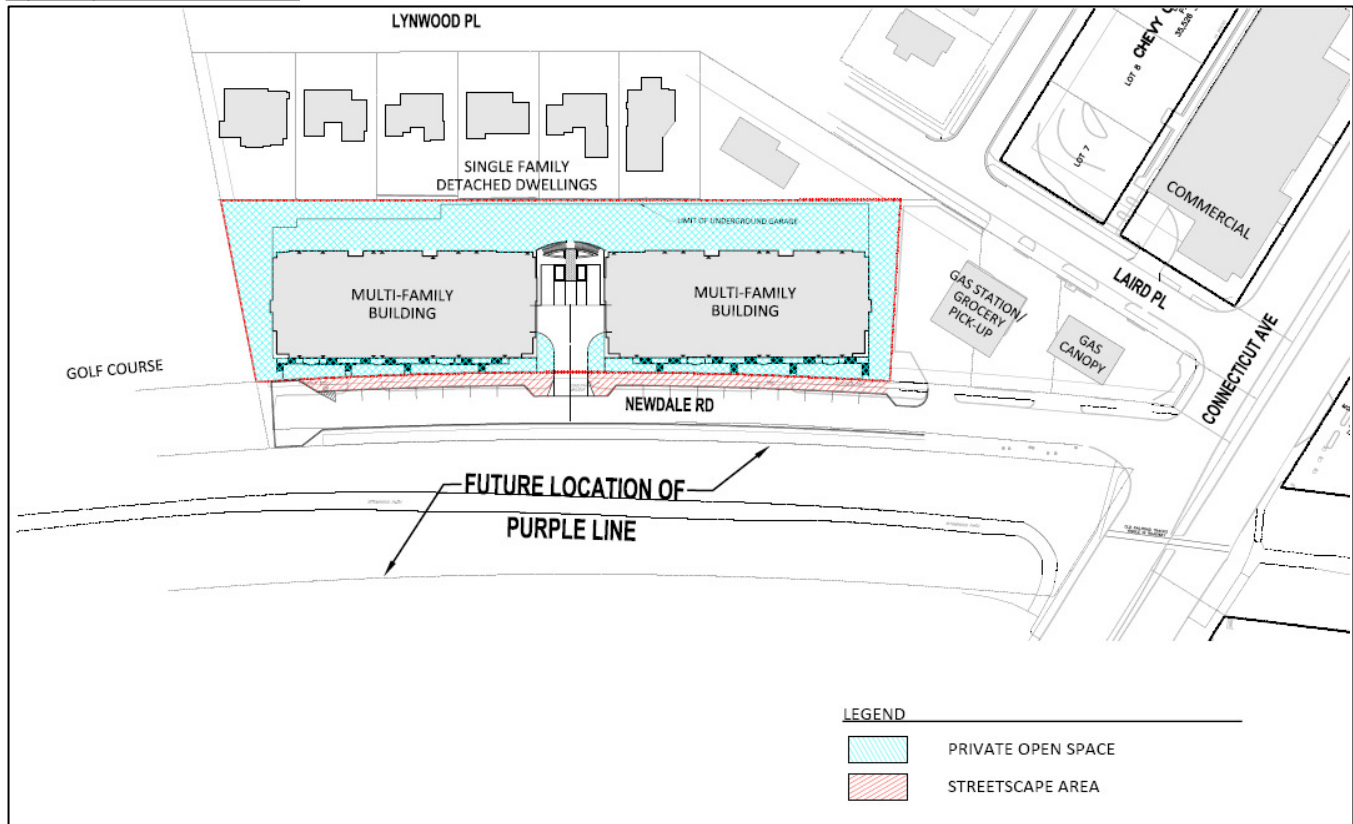 LYNWOOD PL
LOT 8
CHEVY
35,526
LOT 7
SINGLE FAMILY
DETACHED DWELLINGS
COMMERCIAL
LIMIT OF UNDERGROUND GARAGE
MULTI-FAMILY
BUILDING
MULTI-FAMILY
BUILDING
GAS STATION/
GROCERY
PICK-UP
GAS
CANOPY
LAIRD PL
CONNECTICUT AVE
GOLF COURSE
NEWDALE RD
FUTURE LOCATION OF
PURPLE LINE
LEGEND
PRIVATE OPEN SPACE
STREETSCAPE AREA